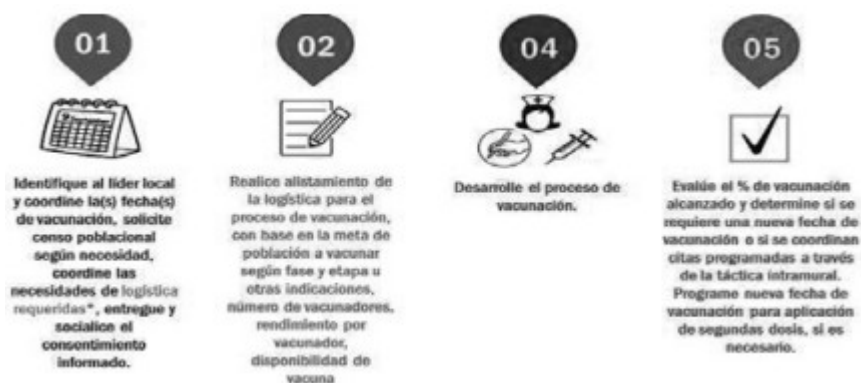 01
Identifique al líder local
y coordine la(s) fecha(s)
de vacunación, solicite
censo poblacional
según necesidad,
coordine las
necesidades de logística
requeridas*, entregue y
socialice el
consentimiento
informado.
02
Realice alistamiento de
la logística para el
proceso de vacunación,
con base en la meta de
población a vacunar
según fase y etapa u
otras indicaciones,
número de vacunadores,
rendimiento por
vacunador,
disponibilidad de
vacuna
04
Desarrolle el proceso de
vacunación.
05
Evalúe el % de vacunación
alcanzado y determine si se
requiere una nueva fecha de
vacunación o si se coordinan
citas programadas a través
de la táctica intramural.
Programe nueva fecha de
vacunación para aplicación
de segundas dosis, si es
necesario.